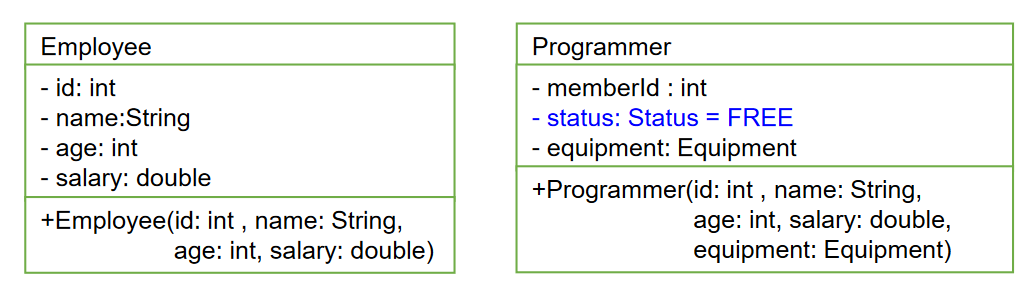 Employee
- id: int
- name:String
- age: int
- salary: double
+Employee(id: int , name: String,
age: int, salary: double)
Programmer
- memberId : int
- status: Status = FREE
- equipment: Equipment
+Programmer(id: int , name: String,
age: int, salary: double,
equipment: Equipment)